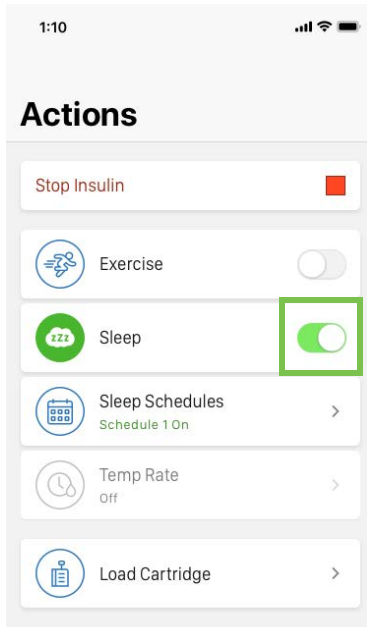 1:10
Actions
Stop Insulin
Exercise
zZz
Sleep
Sleep Schedules
Schedule 1 On
Temp Rate
Off
Load Cartridge